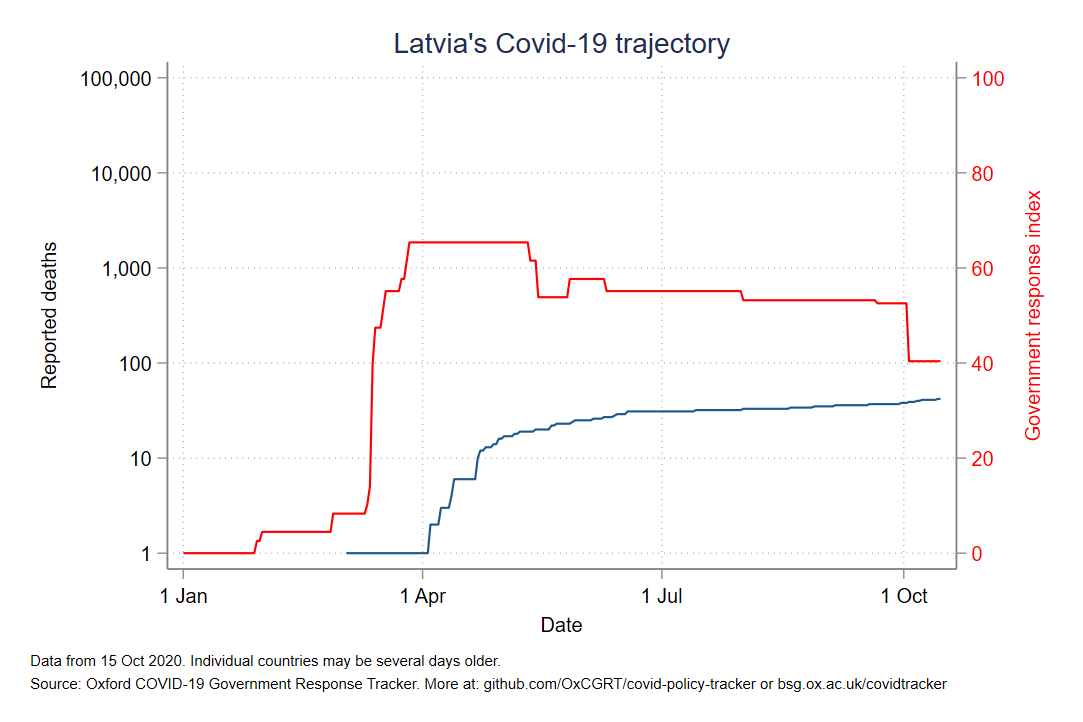 Latvia's Covid-19 trajectory
100,000
10,000
1,000
100
10
1
Reported deaths
100
80
60
40
20
0
Government response index
1 Jan
1 Apr
1 Jul
1 Oct
Date
Data from 15 Oct 2020. Individual countries may be several days older.
Source: Oxford COVID-19 Government Response Tracker. More at: github.com/OxCGRT/covid-policy-tracker or bsg.ox.ac.uk/covidtracker